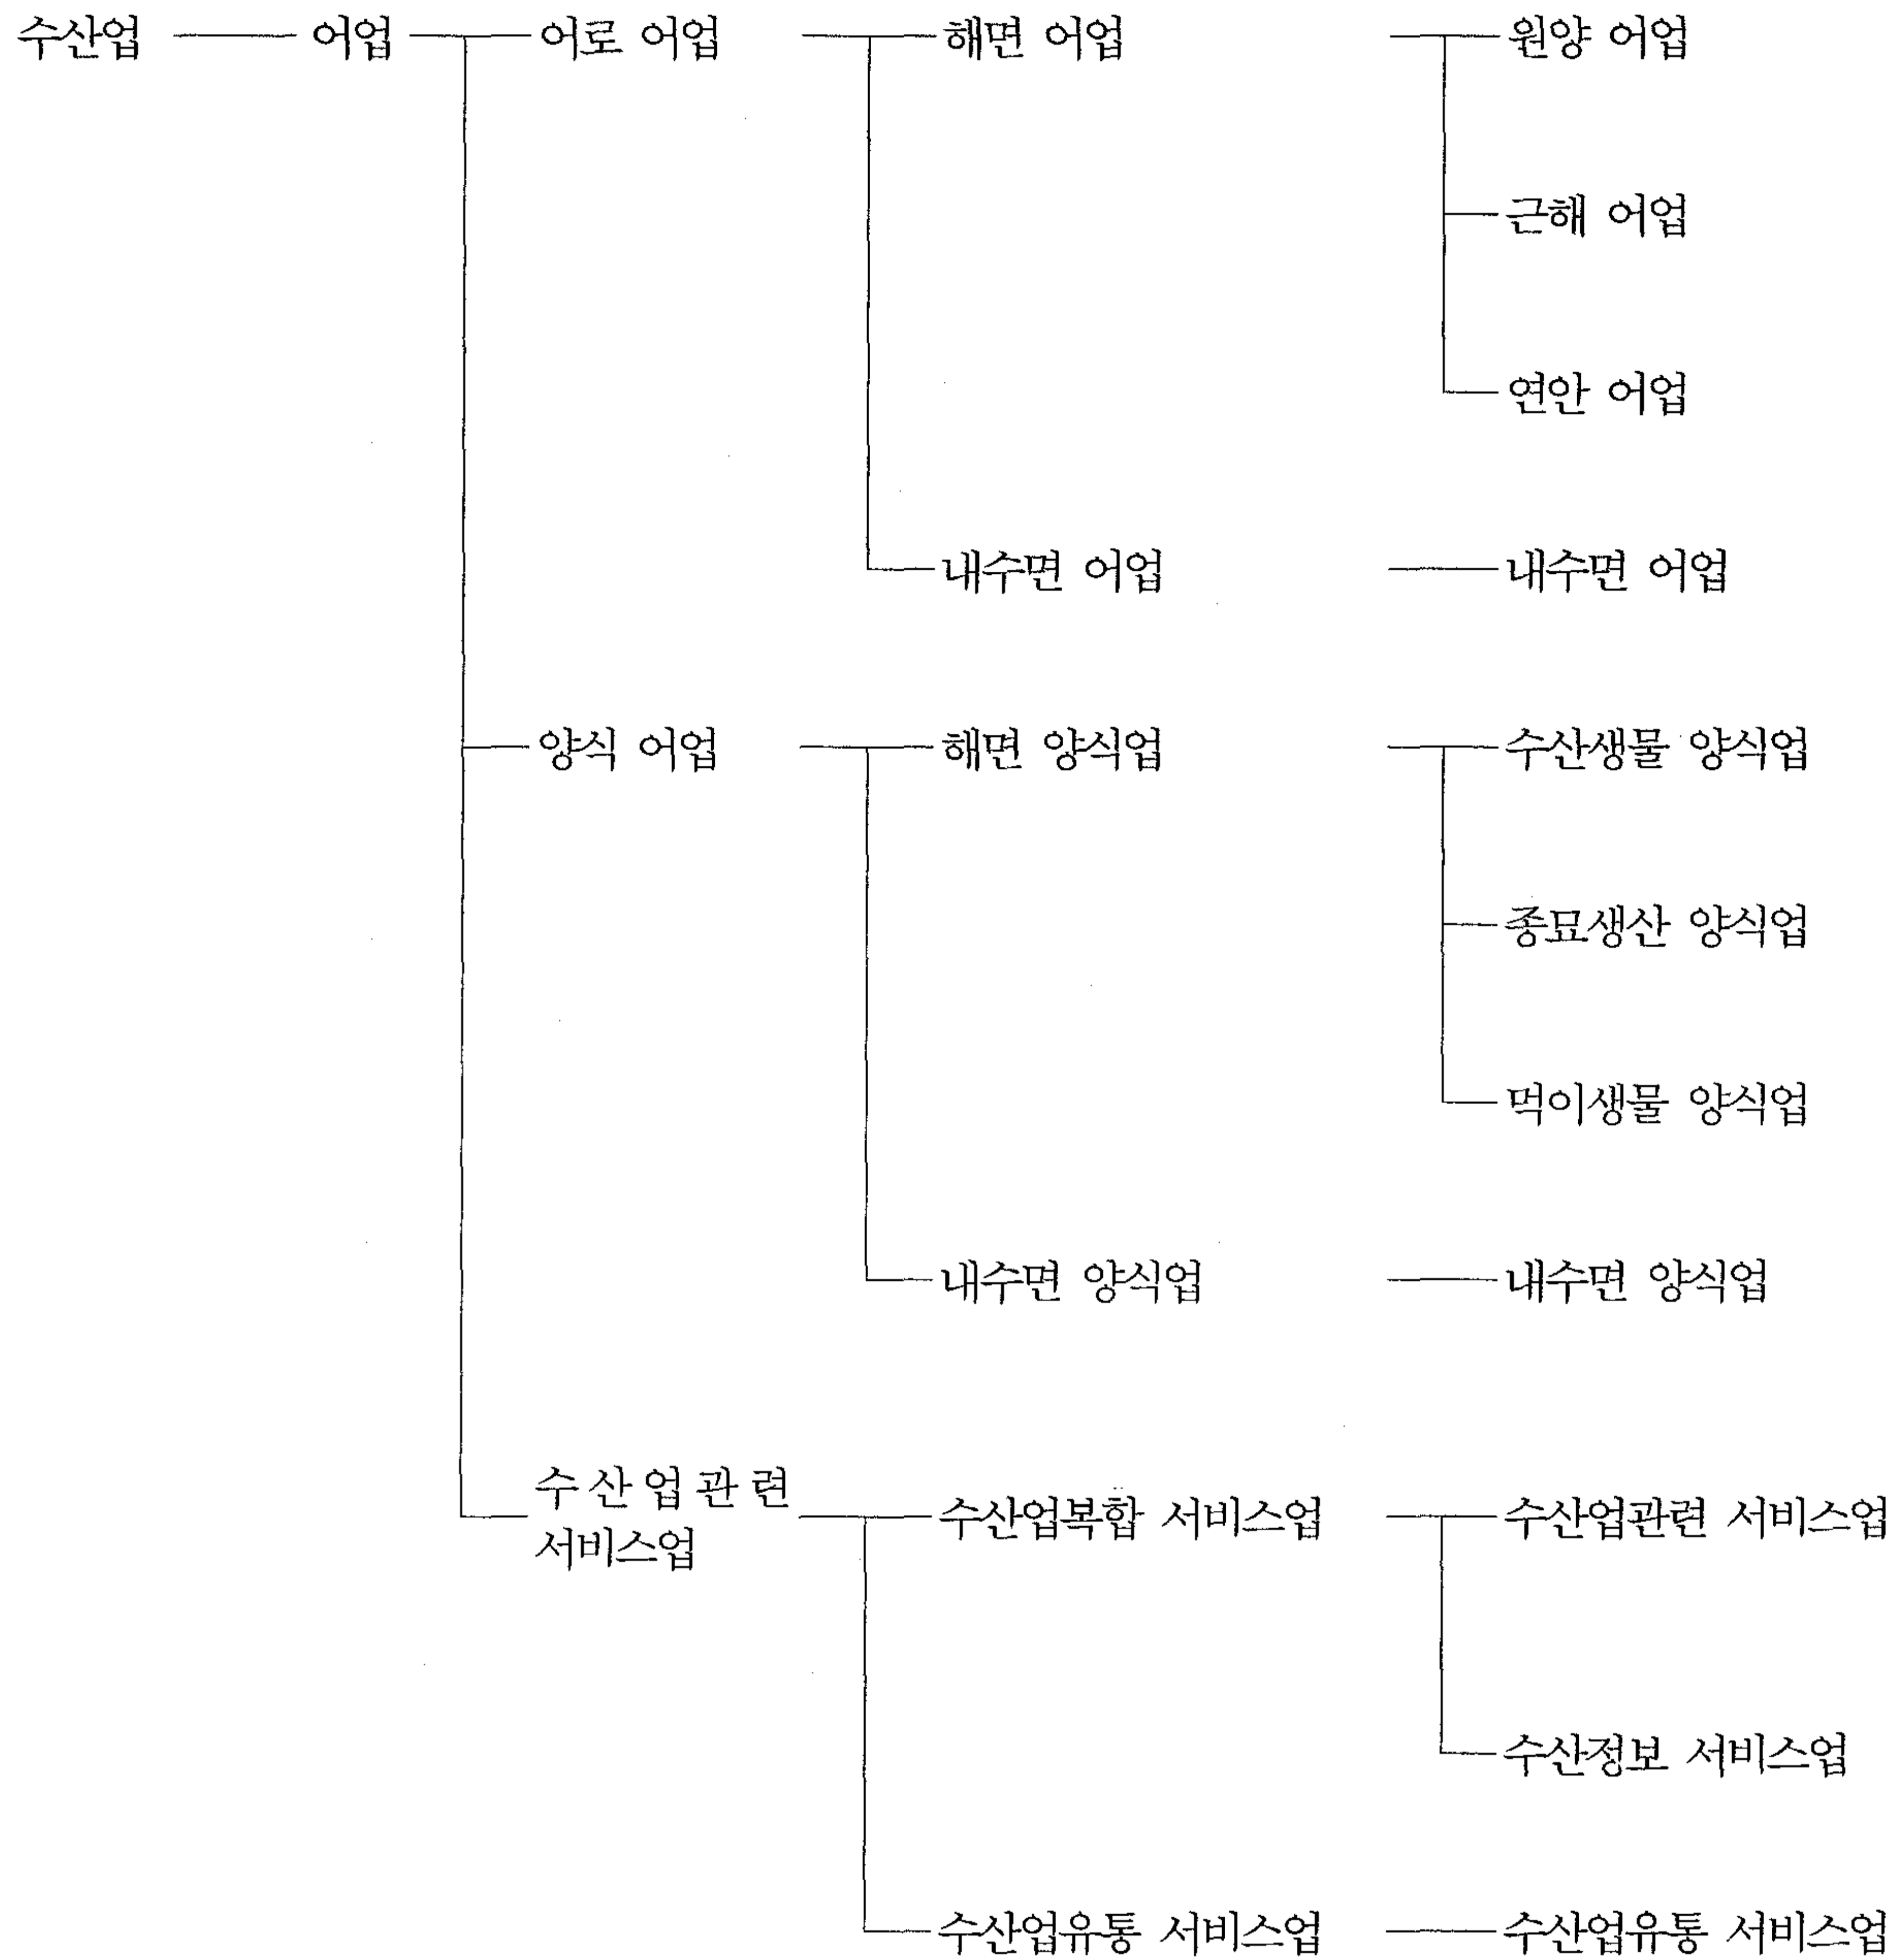 수산업 어업 어로 어업 해면 어업 원양 어업
근해 어업
연안 어업
내수면 어업 내수면 어업
양식 어업 해면 양식업 수산생물 양식업
종묘생산 양식업
먹이생물 양식업
내수면 양식업 내수면 양식업
수산업관련
서비스업
수산업복합 서비스업 수산업관련 서비스업
수산정보 서비스업
수산업유통 서비스업 수산업유통 서비스업